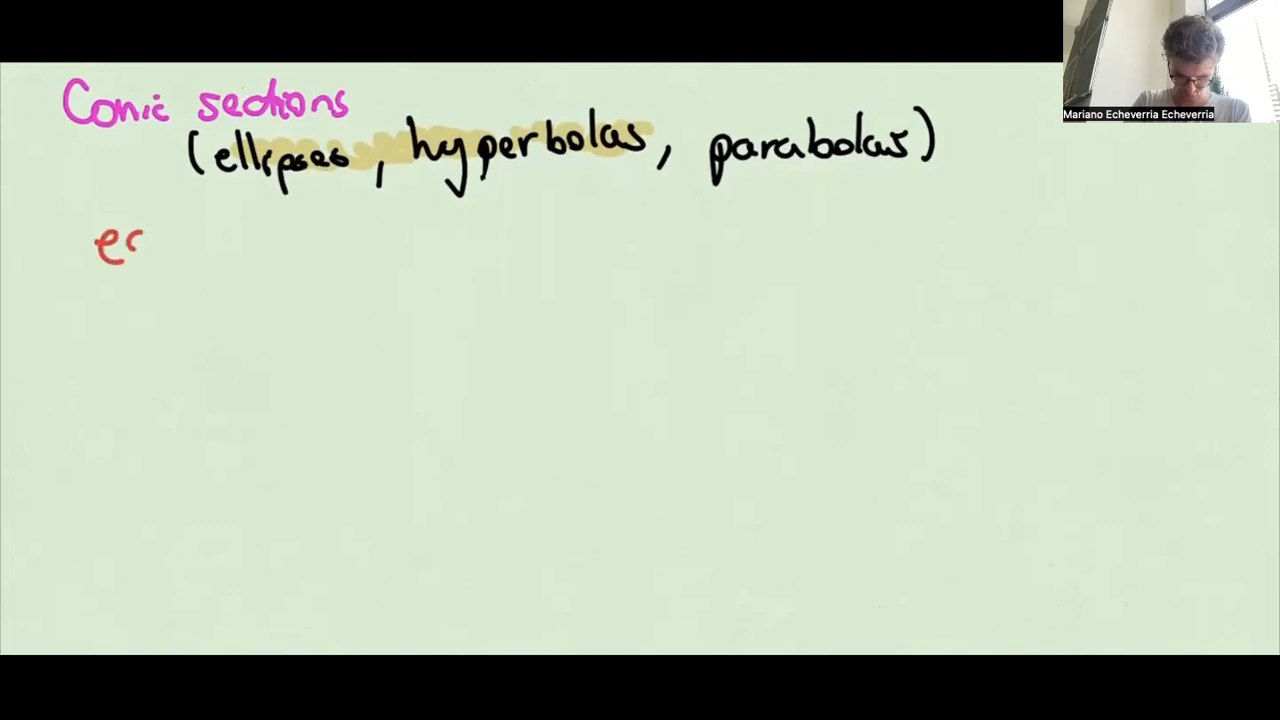 Conic sections
(ellipses, hyperbolas, parabolas)
ec
Mariano Echeverria Echeverria